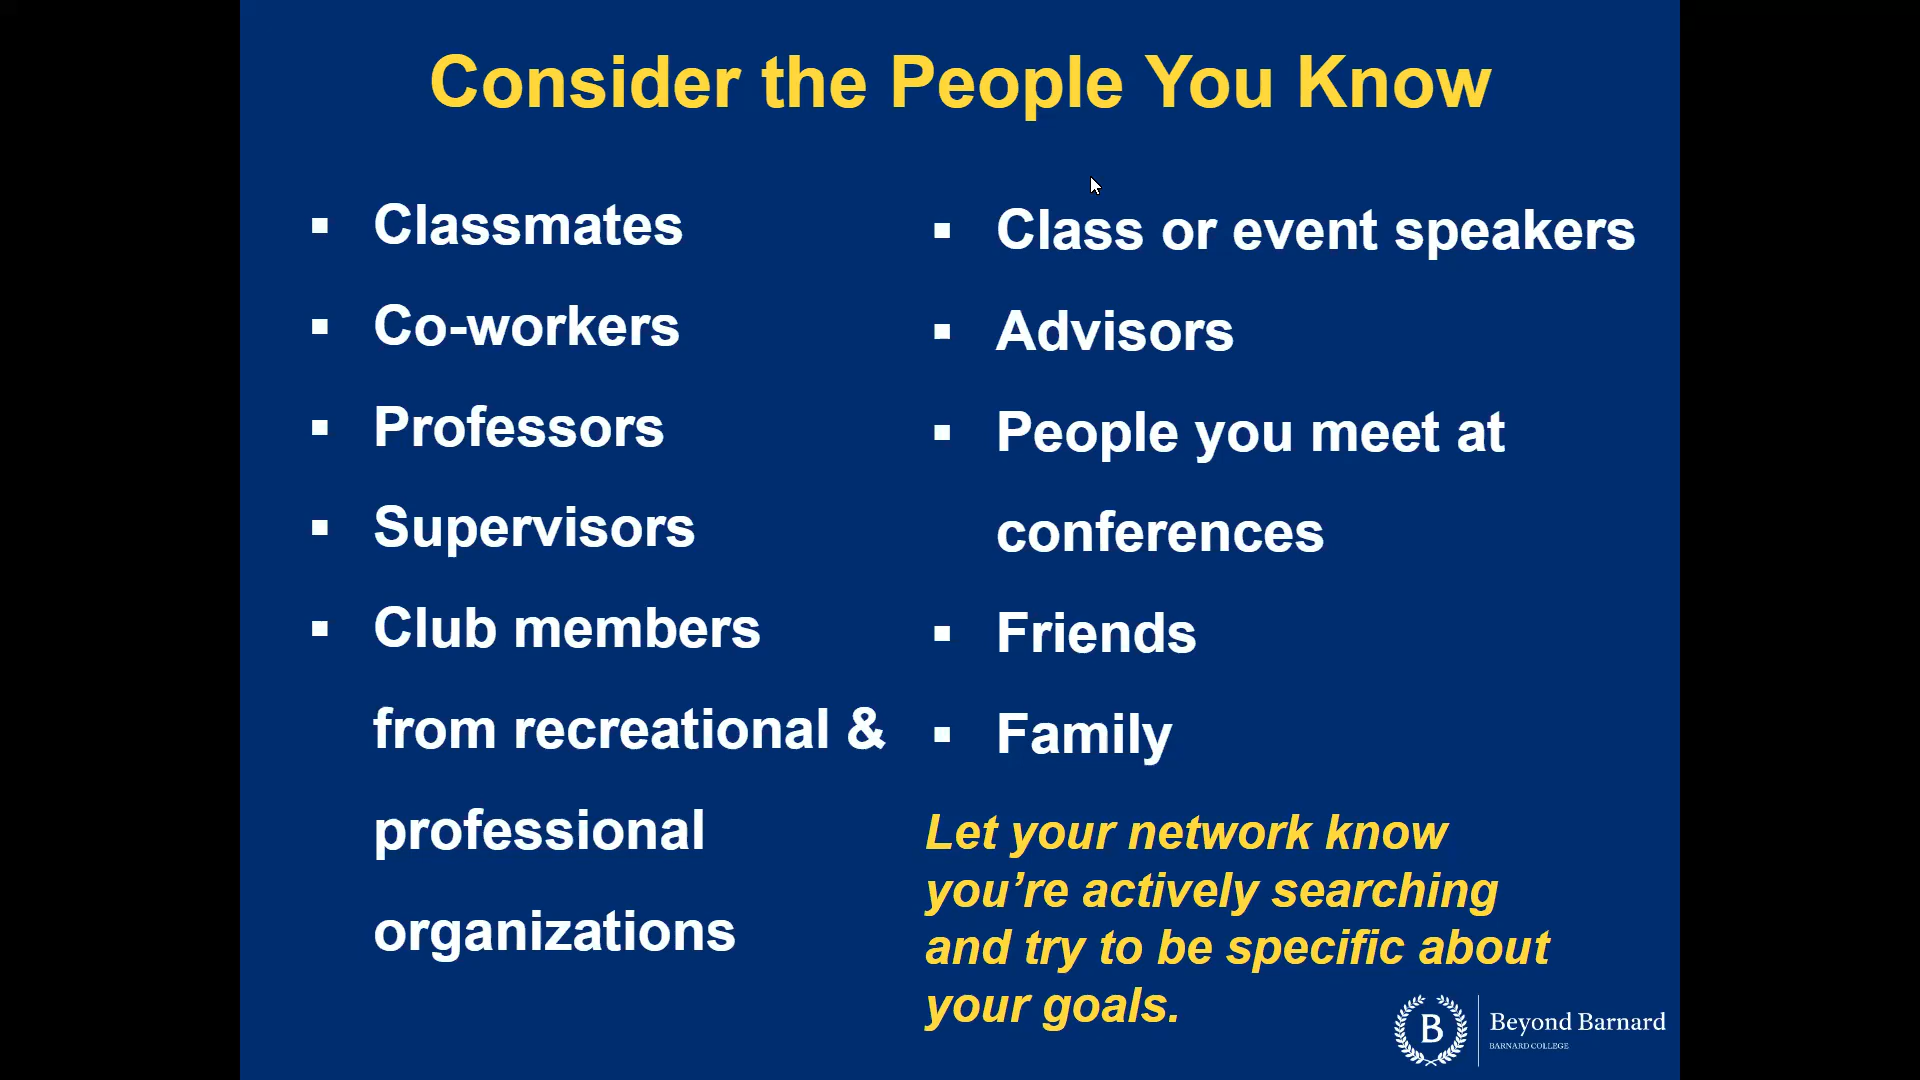 Consider the People You Know
▪ Classmates
▪ Co-workers
▪ Professors
▪ Supervisors
▪ Club members
from recreational &
professional
organizations
▪ Class or event speakers
▪ Advisors
▪ People you meet at
conferences
▪ Friends
▪ Family
Let your network know
you’re actively searching
and try to be specific about
your goals.
B
Beyond Barnard
BARNARD COLLEGE